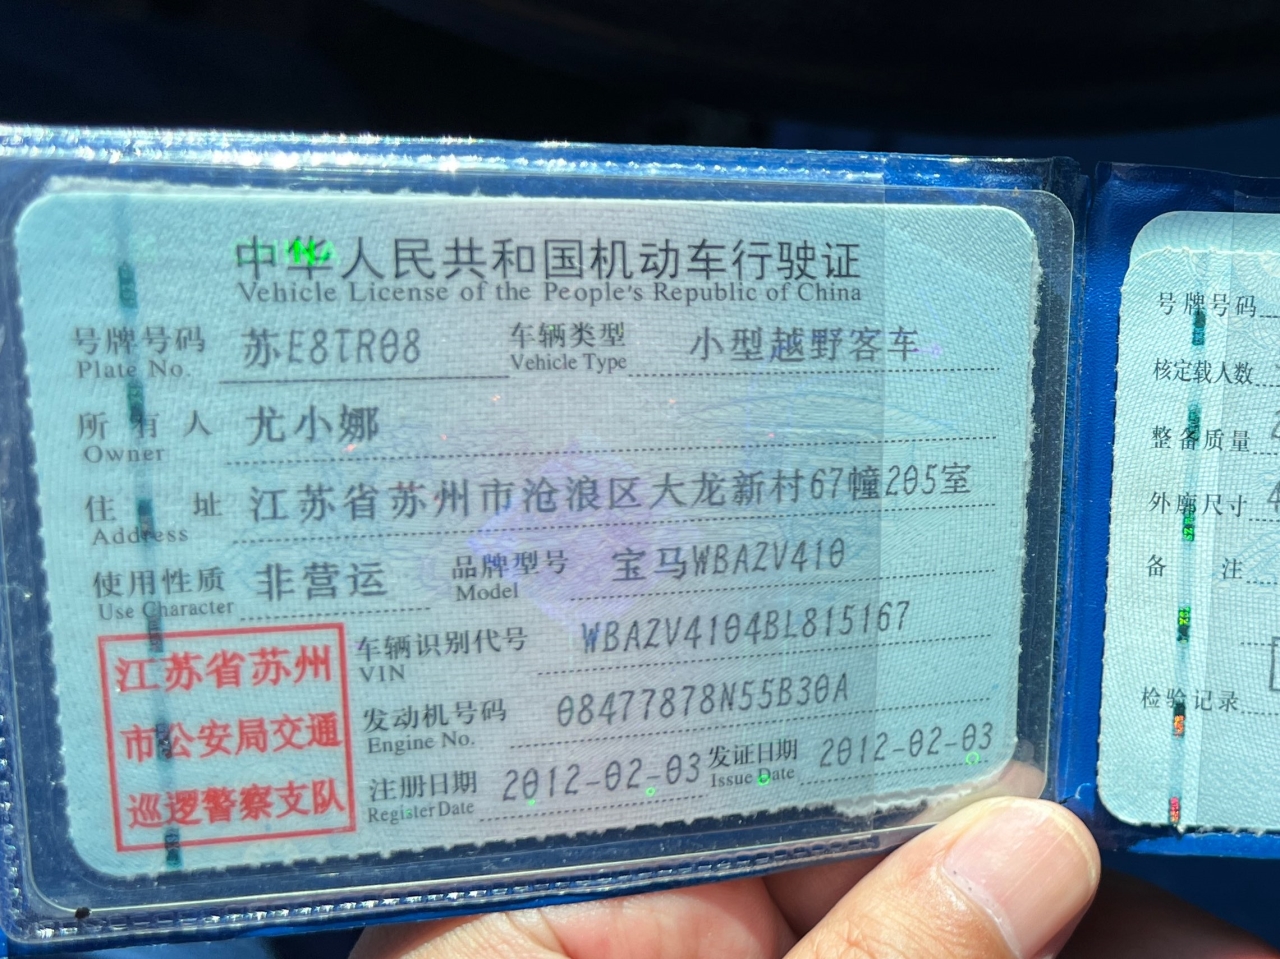 中华人民共和国机动车行驶证
Vehicle License of the People's Republic of China
号牌号码 苏E8TR08 车辆类型 小型越野客车
Plate No. Vehicle Type
所有人 尤小娜
Owner
住址 江苏省苏州市沧浪区大龙新村67幢205室
Address
使用性质 非营运 品牌型号 宝马WBAZV410
Use Character Model
车辆识别代号 WBAZV4104BL815167
VIN
发动机号码 08477878N55B30A
Engine No.
注册日期 2012-02-03 发证日期 2012-02-03
Register Date Issue Date
江苏省苏州
市公安局交通
巡逻警察支队
号牌号码
核定载人数
整备质量 4
外廓尺寸 4
备注
检验记录